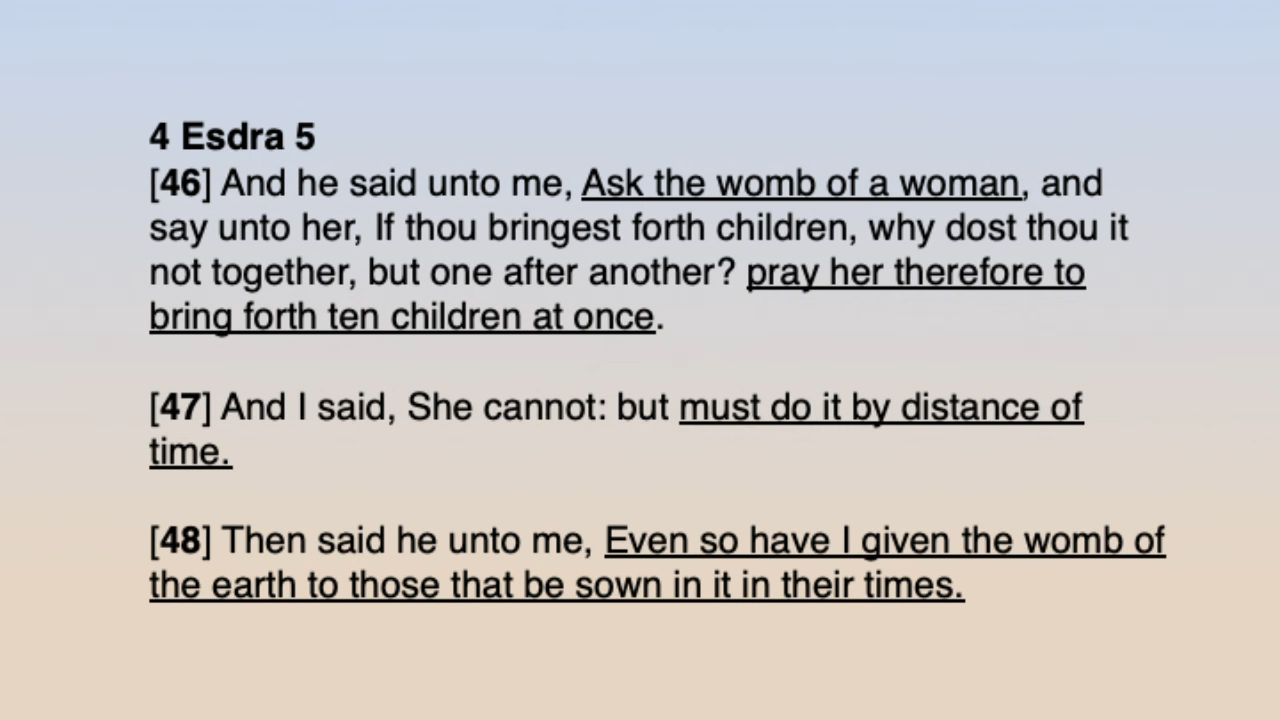 4 Esdra 5
[46] And he said unto me, Ask the womb of a woman, and
say unto her, If thou bringest forth children, why dost thou it
not together, but one after another? pray her therefore to
bring forth ten children at once.
[47] And I said, She cannot: but must do it by distance of
time.
[48] Then said he unto me, Even so have I given the womb of
the earth to those that be sown in it in their times.